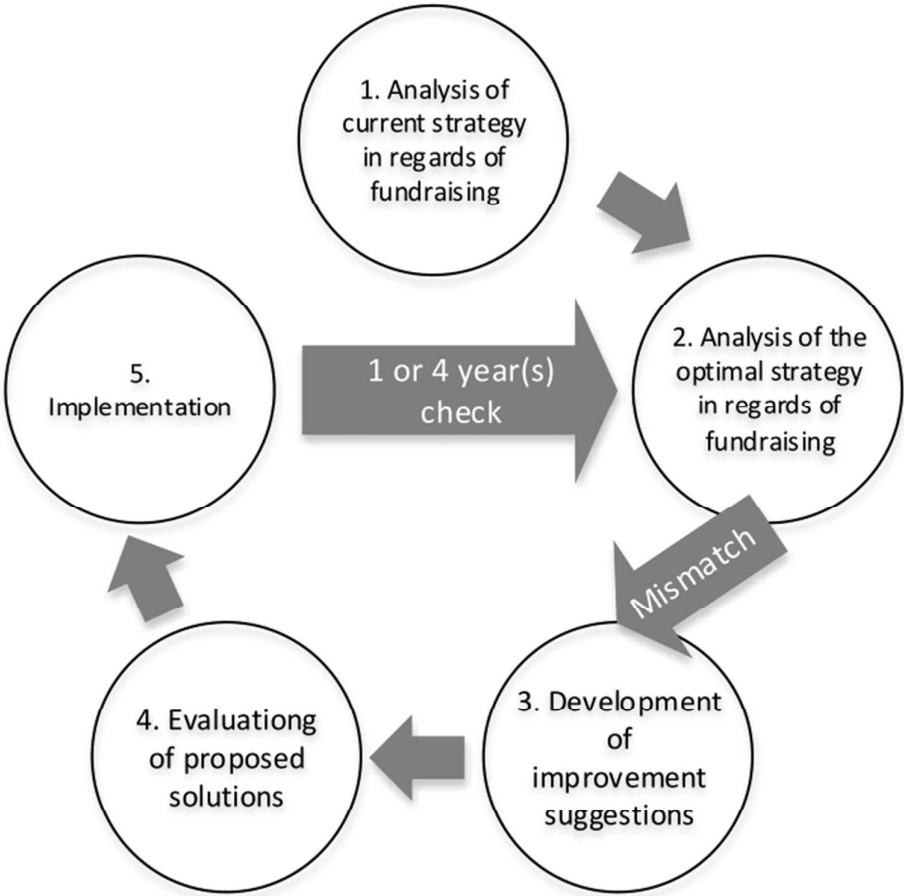 1. Analysis of
current strategy
in regards of
fundraising
2. Analysis of the
optimal strategy
in regards of
fundraising
Mismatch
3. Development
of
improvement
suggestions
4. Evaluationg
of proposed
solutions
5.
Implementation
1 or 4 year(s)
check